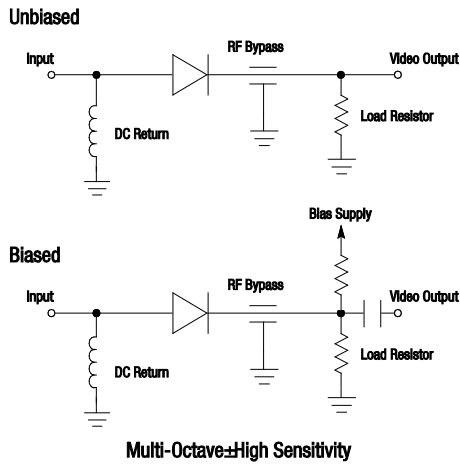 Unbiased
Input
RF Bypass
Video Output
DC Return
Load Resistor
Bias Supply
Biased
Input
RF Bypass
Video Output
DC Return
Load Resistor
Multi-Octave±High Sensitivity